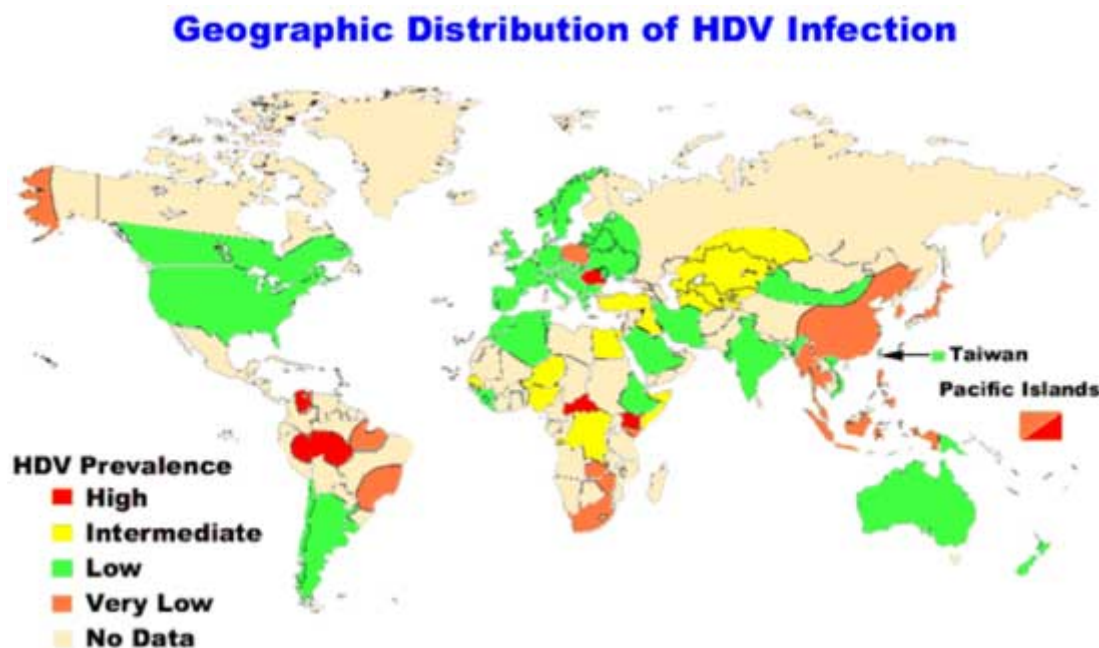 Geographic Distribution of HDV Infection
Taiwan
Pacific Islands
HDV Prevalence
High
Intermediate
Low
Very Low
No Data